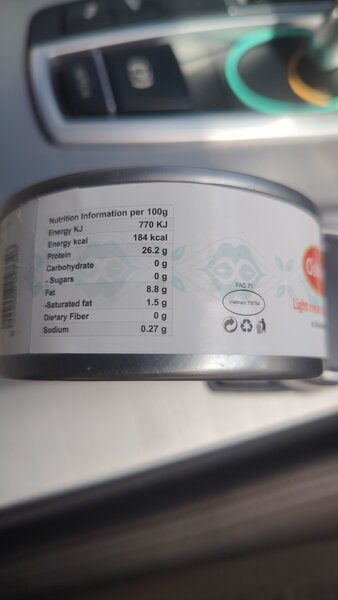 Nutrition Information per 100g
Energy KJ 770 KJ
Energy kcal 184 kcal
Protein 26.2 g
Carbohydrate 0 g
- Sugars 0 g
Fat 8.8 g
-Saturated fat 1.5 g
Dietary Fiber 0 g
Sodium 0.27 g
FAO 71
Vietnam TS764
Light meat